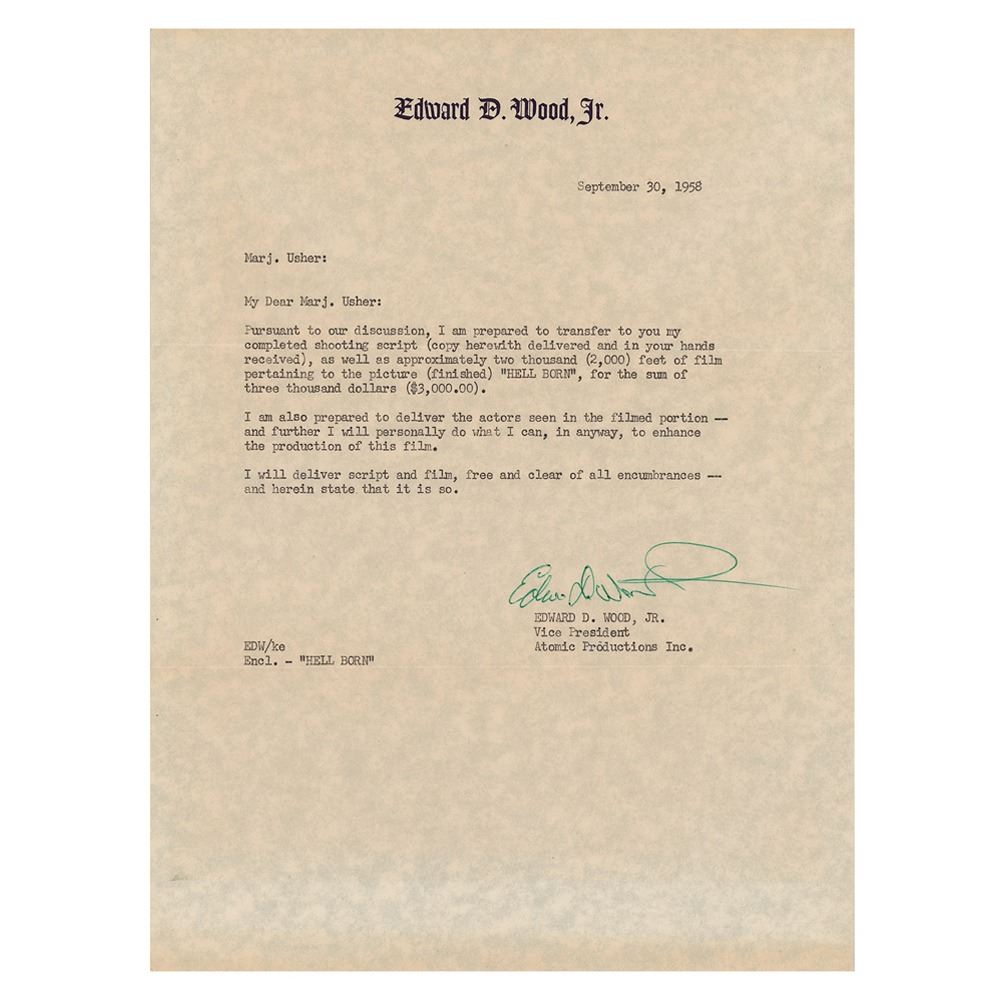 Edward D. Wood, Jr.
September 30, 1958
Marj. Usher:
My Dear Marj. Usher:
Pursuant to our discussion, I am prepared to transfer to you my
completed shooting script (copy herewith delivered and in your hands
received), as well as approximately two thousand (2,000) feet of film
pertaining to the picture (finished) "HELL BORN", for the sum of
three thousand dollars ($3,000.00).
I am also prepared to deliver the actors seen in the filmed portion --
and further I will personally do what I can, in anyway, to enhance
the production of this film.
I will deliver script and film, free and clear of all encumbrances --
and herein state that it is so.
Edw. D. Wood Jr
EDWARD D. WOOD, JR.
Vice President
Atomic Productions Inc.
EDW/ke
Encl. - "HELL BORN"